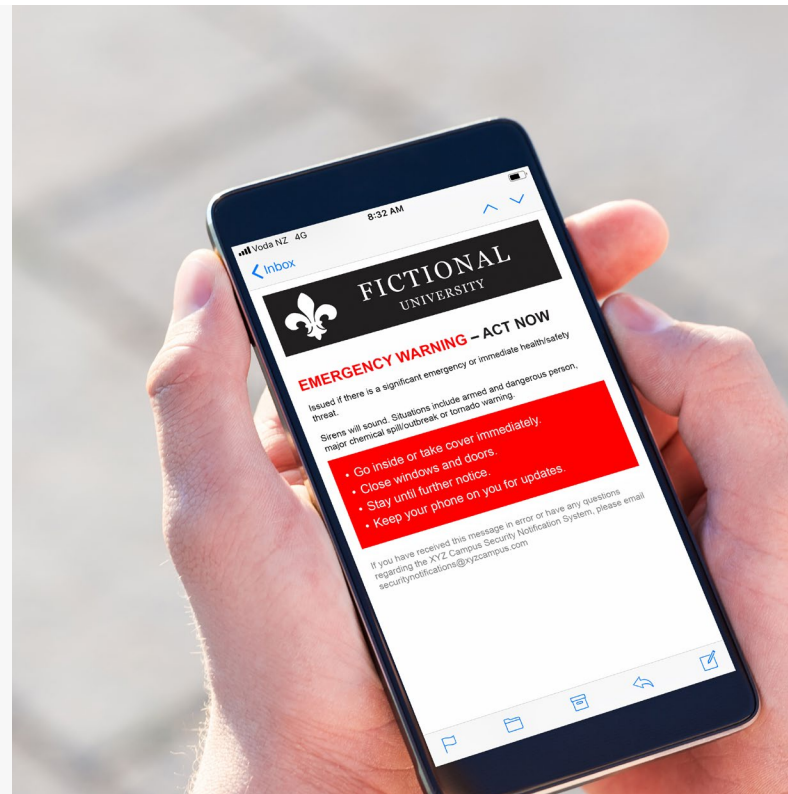 Voda NZ 4G 8:32 AM
Inbox
FICTIONAL
UNIVERSITY
EMERGENCY WARNING – ACT NOW
Issued if there is a significant emergency or immediate health/safety
threat.
Sirens will sound. Situations include armed and dangerous person,
major chemical spill/outbreak or tornado warning.
• Go inside or take cover immediately.
• Close windows and doors.
• Stay until further notice.
• Keep your phone on you for updates.
If you have received this message in error or have any questions
regarding the XYZ Campus Security Notification System, please email
securitynotifications@xyzcampus.com